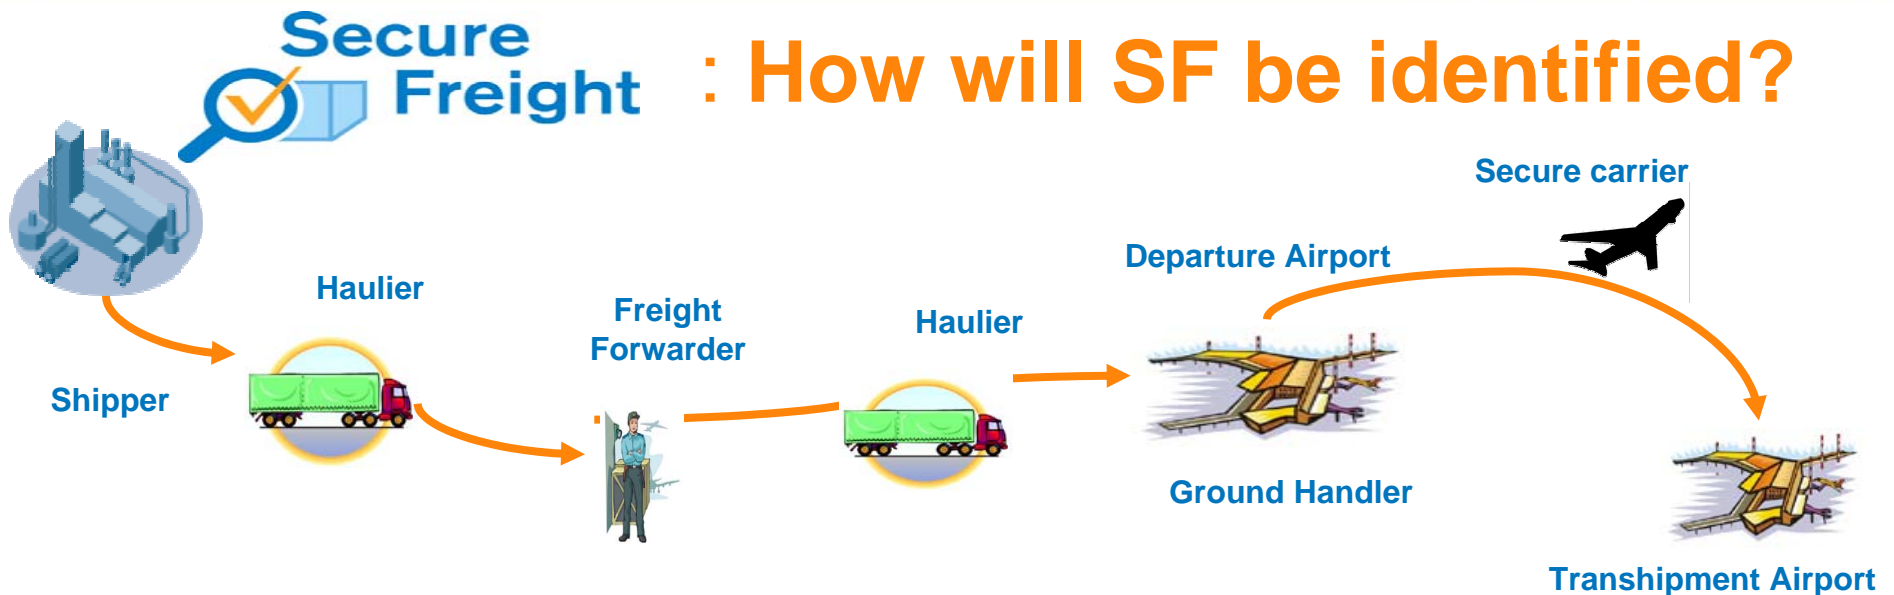 Secure
Freight
: How will SF be identified?
Secure carrier
Departure Airport
Haulier
Freight
Forwarder
Haulier
Shipper
Ground Handler
Transhipment Airport